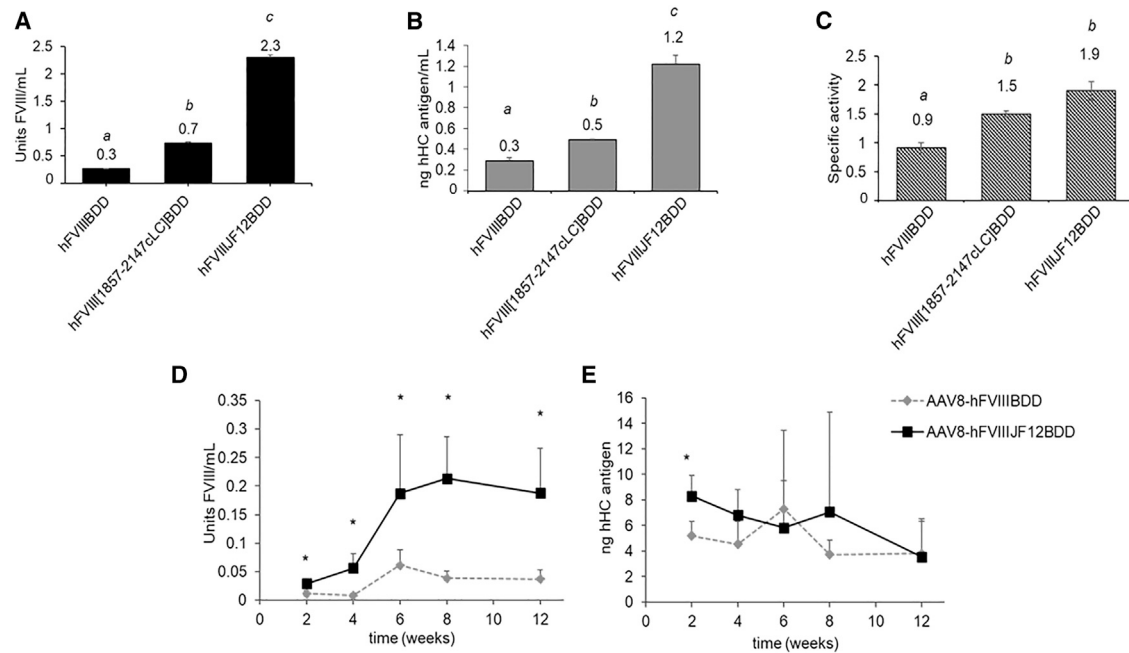 A
c
2.5
2.3
2
Units FVIII/mL
1.5
b
1
a
0.7
0.5
0.3
0
hFVIIIBDD
hFVIII[1857-2147cLC]BDD
hFVIIIJF12BDD
B
c
1.4
1.2
1.2
1
ng hHC antigen/mL
0.8
a
b
0.6
0.5
0.4
0.3
0.2
0
hFVIIIBDD
hFVIII[1857-2147cLC]BDD
hFVIIIJF12BDD
C
b
b
2.5
1.9
2
1.5
a
Specific activity
1.5
0.9
1
0.5
0
hFVIIIBDD
hFVIII[1857-2147cLC]BDD
hFVIIIJF12BDD
D
0.35
* * *
0.3
0.25
Units FVIII/mL
0.2
0.15
*
0.1
*
0.05
0
0 2 4 6 8 10 12
time (weeks)
E
16
14
12
*
10
ng hHC antigen
8
6
4
2
0
0 2 4 6 8 10 12
time (weeks)
AAV8-hFVIIIBDD
AAV8-hFVIIIJF12BDD